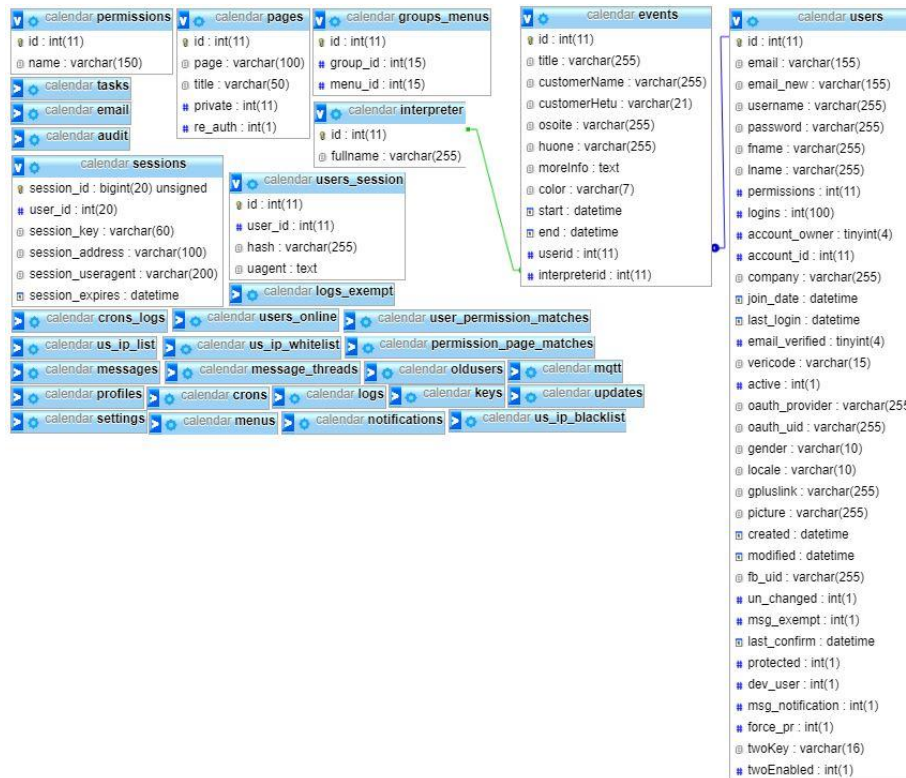 calendar permissions
id : int(11)
name : varchar(150)
calendar tasks
calendar email
calendar audit
calendar pages
id : int(11)
page : varchar(100)
title : varchar(50)
private : int(11)
re_auth : int(1)
calendar groups_menus
id : int(11)
group_id : int(15)
menu_id : int(15)
calendar interpreter
id : int(11)
fullname : varchar(255)
calendar sessions
session_id : bigint(20) unsigned
user_id : int(20)
session_key : varchar(60)
session_address : varchar(100)
session_useragent : varchar(200)
session_expires : datetime
calendar users_session
id : int(11)
user_id : int(11)
hash : varchar(255)
uagent : text
calendar logs_exempt
calendar crons_logs
calendar users_online
calendar user_permission_matches
calendar us_ip_list
calendar us_ip_whitelist
calendar permission_page_matches
calendar messages
calendar message_threads
calendar oldusers
calendar mqtt
calendar profiles
calendar crons
calendar logs
calendar keys
calendar updates
calendar settings
calendar menus
calendar notifications
calendar us_ip_blacklist
calendar events
id : int(11)
title : varchar(255)
customerName : varchar(255)
customerHetu : varchar(21)
osoite : varchar(255)
huone : varchar(255)
moreInfo : text
color : varchar(7)
start : datetime
end : datetime
userid : int(11)
interpreterid : int(11)
calendar users
id : int(11)
email : varchar(155)
email_new : varchar(155)
username : varchar(255)
password : varchar(255)
fname : varchar(255)
lname : varchar(255)
permissions : int(11)
logins : int(100)
account_owner : tinyint(4)
account_id : int(11)
company : varchar(255)
join_date : datetime
last_login : datetime
email_verified : tinyint(4)
vericode : varchar(15)
active : int(1)
oauth_provider : varchar(255
oauth_uid : varchar(255)
gender : varchar(10)
locale : varchar(10)
gpluslink : varchar(255)
picture : varchar(255)
created : datetime
modified : datetime
fb_uid : varchar(255)
un_changed : int(1)
msg_exempt : int(1)
last_confirm : datetime
protected : int(1)
dev_user : int(1)
msg_notification : int(1)
force_pr : int(1)
twoKey : varchar(16)
twoEnabled : int(1)